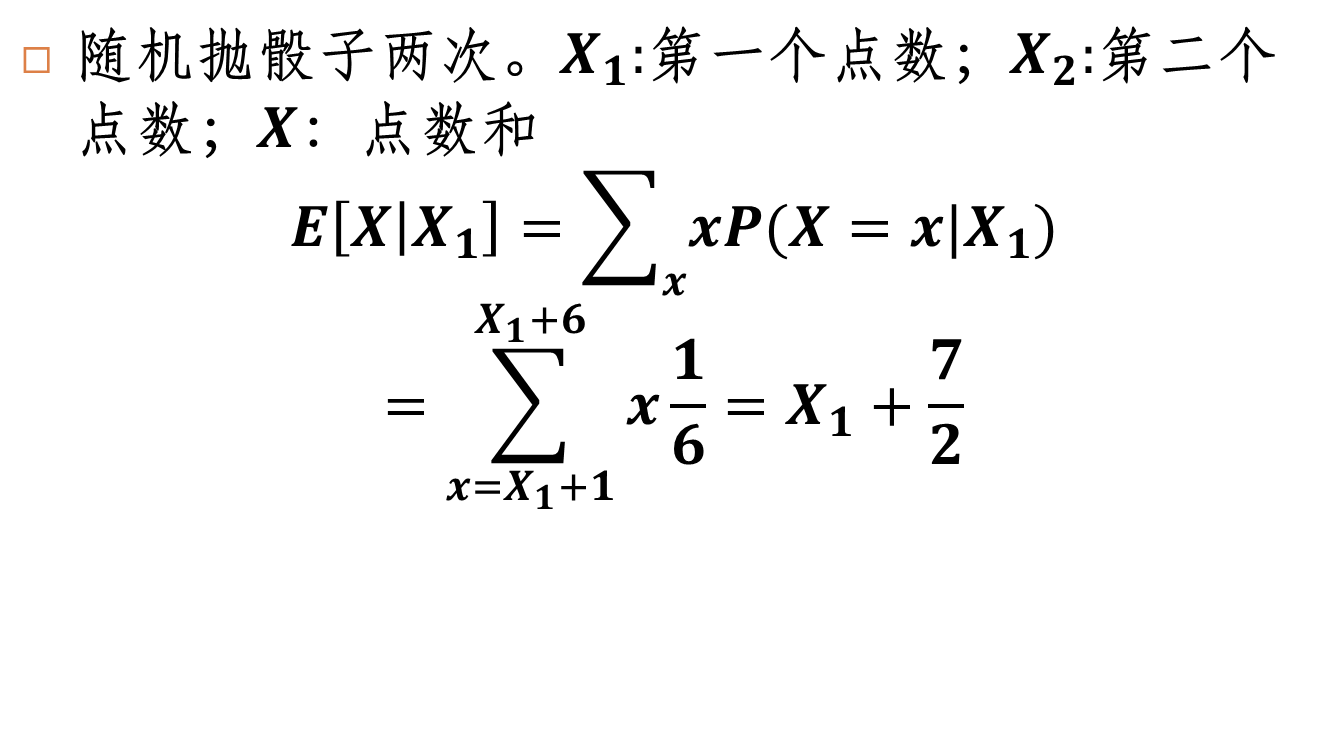 随机抛骰子两次。X₁:第一个点数；X₂:第二个
点数；X：点数和
E[X|X₁] = ∑ₓ xP(X = x|X₁)
= ∑_{x=X₁+1}^{X₁+6} x 1/6 = X₁ + 7/2